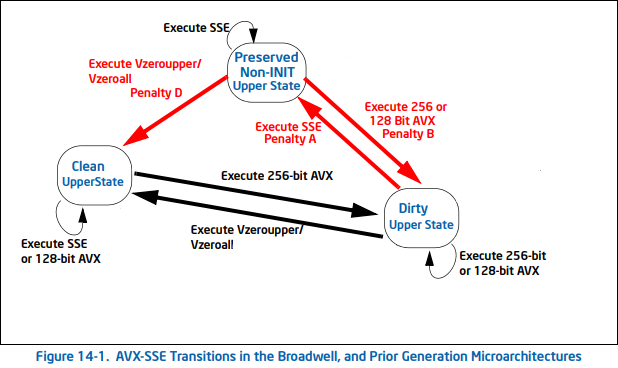 Execute SSE
Preserved
Non-INIT
Upper State
Execute Vzeroupper/
Vzeroall
Penalty D
Execute 256 or
128 Bit AVX
Penalty B
Execute SSE
Penalty A
Clean
UpperState
Execute 256-bit AVX
Dirty
Upper State
Execute Vzeroupper/
Vzeroall
Execute SSE
or 128-bit AVX
Execute 256-bit
or 128-bit AVX
Figure 14-1. AVX-SSE Transitions in the Broadwell, and Prior Generation Microarchitectures